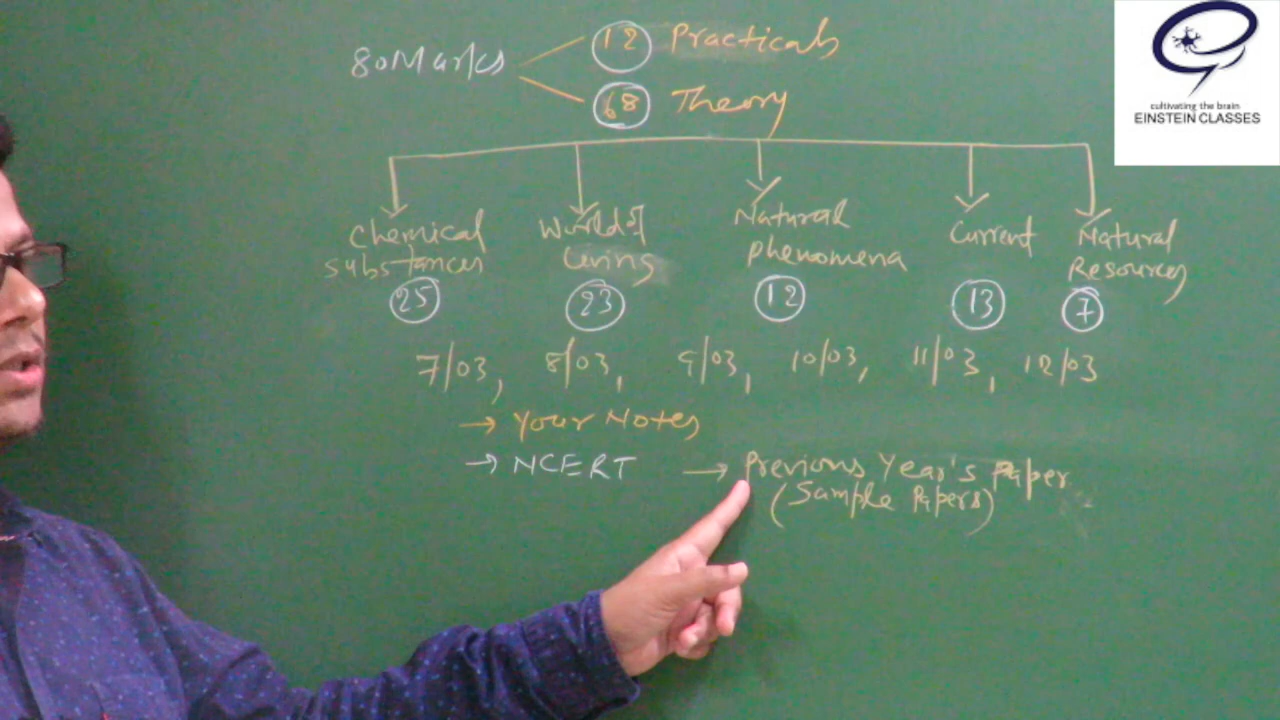 80 Marks
12 Practicals
68 Theory
Chemical substances
25
World of Living
23
Natural phenomena
12
Current
13
Natural Resources
7
7/03, 8/03, 9/03, 10/03, 11/03, 12/03
→ Your Notes
→ NCERT
→ Previous Year's Paper
(Sample Papers)
cultivating the brain
EINSTEIN CLASSES